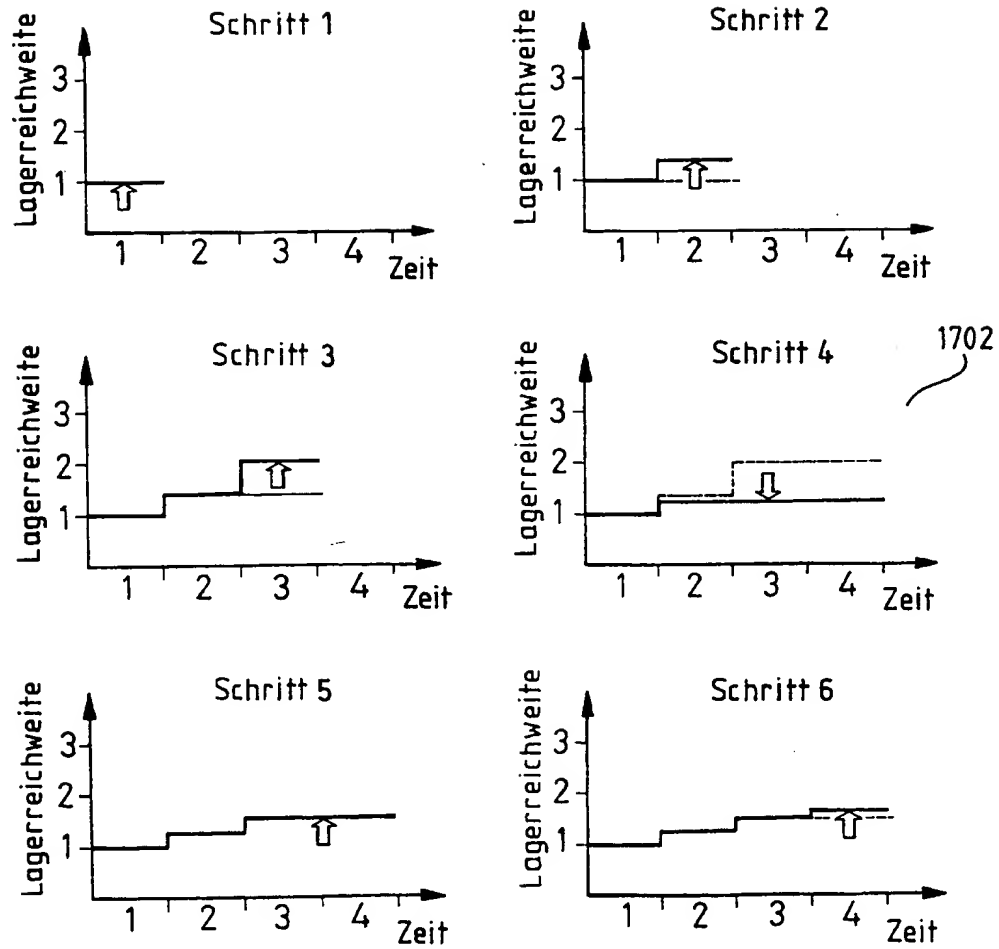 Schritt 1
Lagerreichweite
3
2
1
1 2 3 4
Zeit
Schritt 2
Lagerreichweite
3
2
1
1 2 3 4
Zeit
Schritt 3
Lagerreichweite
3
2
1
1 2 3 4
Zeit
Schritt 4
1702
Lagerreichweite
3
2
1
1 2 3 4
Zeit
Schritt 5
Lagerreichweite
3
2
1
1 2 3 4
Zeit
Schritt 6
Lagerreichweite
3
2
1
1 2 3 4
Zeit